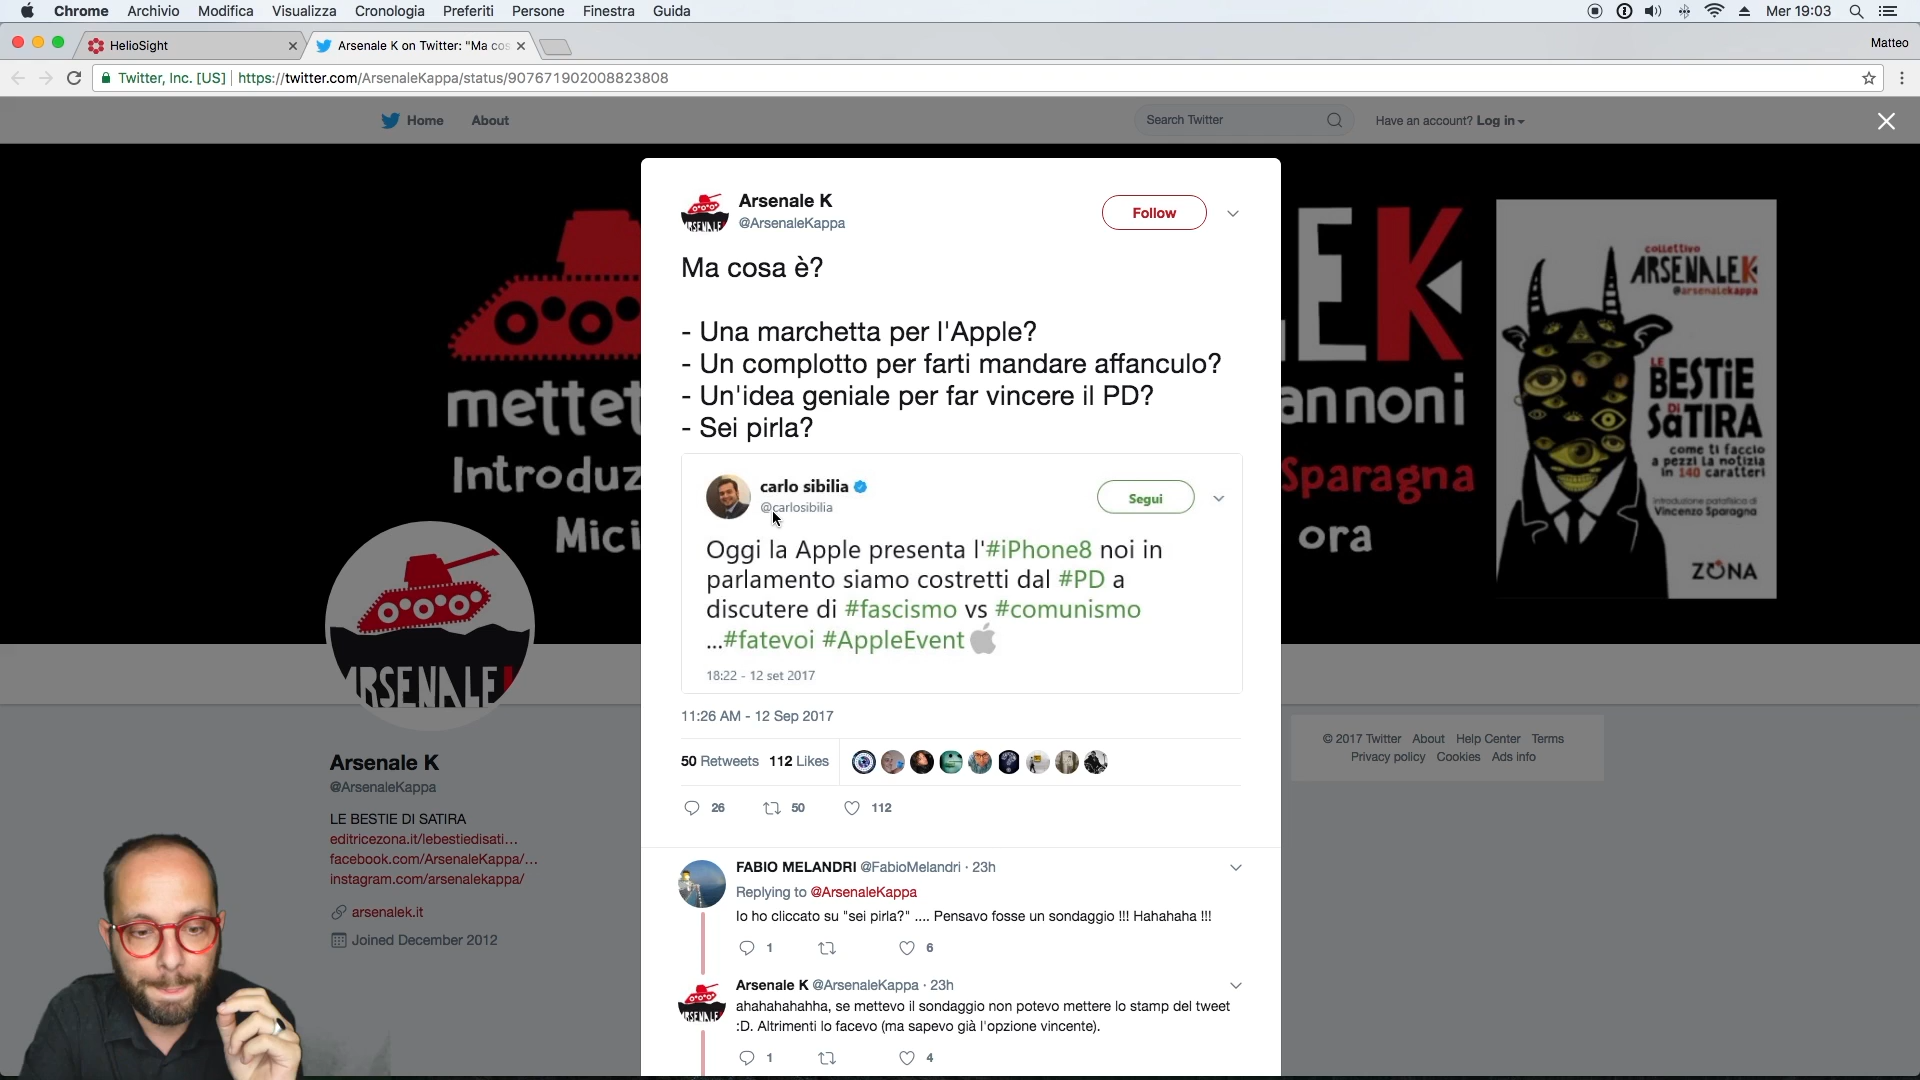 Chrome Archivio Modifica Visualizza Cronologia Preferiti Persone Finestra Guida Mer 19:03
HelioSight Arsenale K on Twitter: "Ma cos Matteo
Twitter, Inc. [US] https://twitter.com/ArsenaleKappa/status/907671902008823808
Home About Search Twitter Have an account? Log in
Arsenale K
@ArsenaleKappa
Follow
Ma cosa è?
- Una marchetta per l'Apple?
- Un complotto per farti mandare affanculo?
- Un'idea geniale per far vincere il PD?
- Sei pirla?
carlo sibilia
@carlosibilia
Segui
Oggi la Apple presenta l'#iPhone8 noi in
parlamento siamo costretti dal #PD a
discutere di #fascismo vs #comunismo
...#fatevoi #AppleEvent
18:22 - 12 set 2017
11:26 AM - 12 Sep 2017
50 Retweets 112 Likes
26 50 112
FABIO MELANDRI @FabioMelandri · 23h
Replying to @ArsenaleKappa
Io ho cliccato su "sei pirla?" .... Pensavo fosse un sondaggio !!! Hahahaha !!!
1 6
Arsenale K @ArsenaleKappa · 23h
ahahahahahha, se mettevo il sondaggio non potevo mettere lo stamp del tweet
:D. Altrimenti lo facevo (ma sapevo già l'opzione vincente).
1 4
mettet
Introduz
Mici
LEK
annoni
Sparagna
ora
collettivo
ARSENALEK
@arsenalekappa
LE
BESTIE
DI
SATIRA
come ti faccio
a pezzi la notizia
in 140 caratteri
Introduzione patafisica di
Vincenzo Sparagna
ZONA
ARSENALE
Arsenale K
@ArsenaleKappa
LE BESTIE DI SATIRA
editricezona.it/lebestiedisati...
facebook.com/ArsenaleKappa/...
instagram.com/arsenalekappa/
arsenalek.it
Joined December 2012
© 2017 Twitter About Help Center Terms
Privacy policy Cookies Ads info